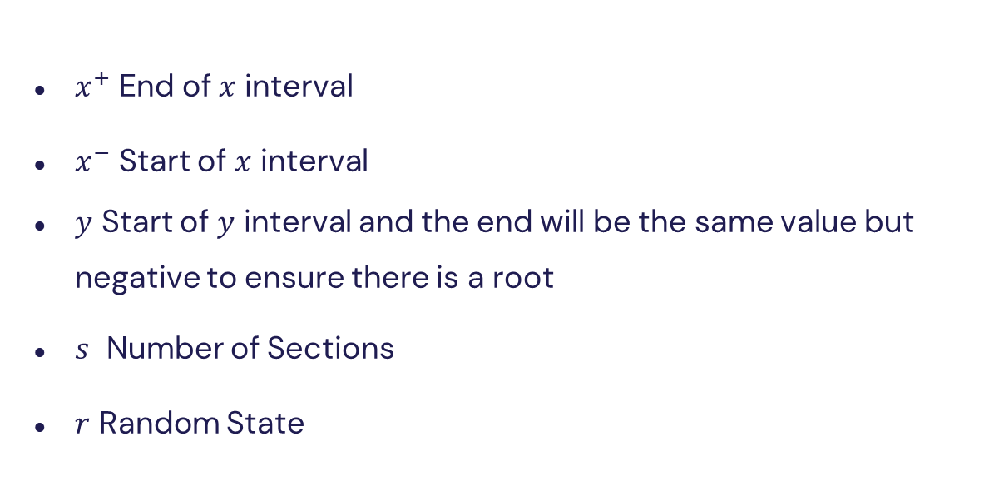 • x⁺ End of x interval
• x⁻ Start of x interval
• y Start of y interval and the end will be the same value but
negative to ensure there is a root
• s Number of Sections
• r Random State